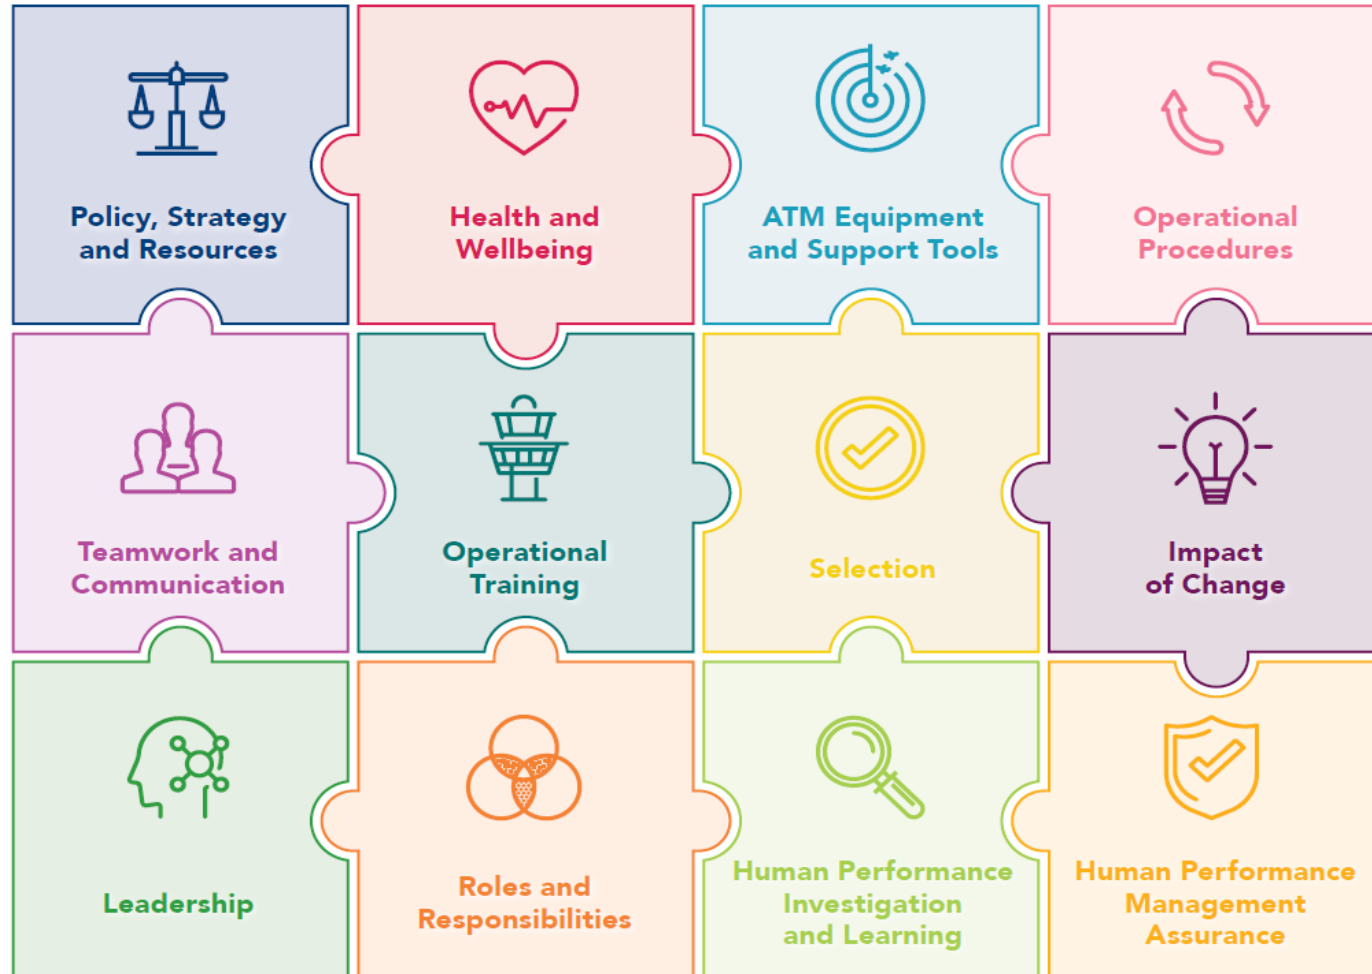 Policy, Strategy
and Resources
Health and
Wellbeing
ATM Equipment
and Support Tools
Operational
Procedures
Teamwork and
Communication
Operational
Training
Selection
Impact
of Change
Leadership
Roles and
Responsibilities
Human Performance
Investigation
and Learning
Human Performance
Management
Assurance